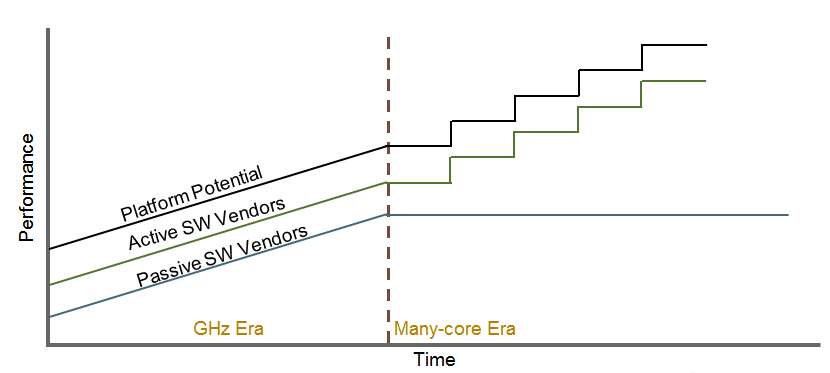 Performance
Platform Potential
Active SW Vendors
Passive SW Vendors
GHz Era
Many-core Era
Time